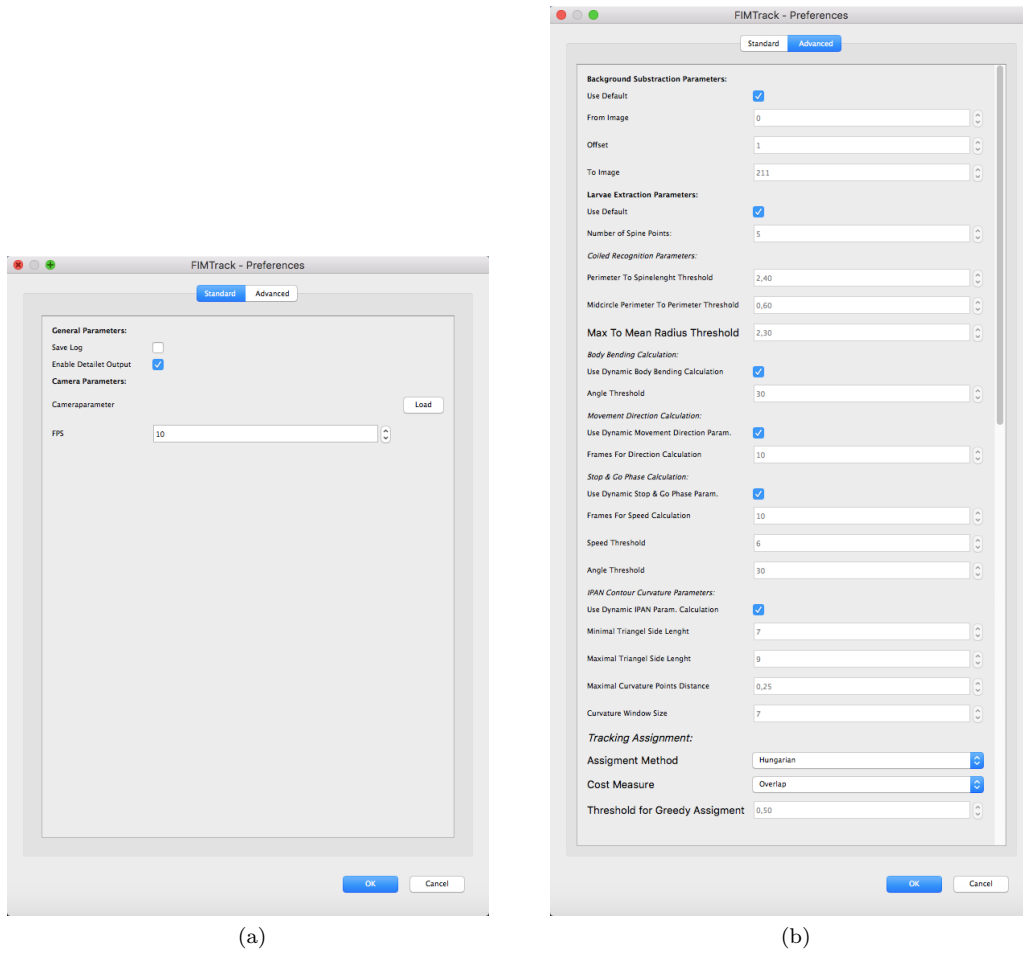 FIMTrack - Preferences
Standard Advanced
General Parameters:
Save Log
Enable Detailet Output
Camera Parameters:
Cameraparameter Load
FPS 10
OK Cancel
(a)
FIMTrack - Preferences
Standard Advanced
Background Substraction Parameters:
Use Default
From Image 0
Offset 1
To Image 211
Larvae Extraction Parameters:
Use Default
Number of Spine Points: 5
Coiled Recognition Parameters:
Perimeter To Spinelenght Threshold 2,40
Midcircle Perimeter To Perimeter Threshold 0,60
Max To Mean Radius Threshold 2,30
Body Bending Calculation:
Use Dynamic Body Bending Calculation
Angle Threshold 30
Movement Direction Calculation:
Use Dynamic Movement Direction Param.
Frames For Direction Calculation 10
Stop & Go Phase Calculation:
Use Dynamic Stop & Go Phase Param.
Frames For Speed Calculation 10
Speed Threshold 6
Angle Threshold 30
IPAN Contour Curvature Parameters:
Use Dynamic IPAN Param. Calculation
Minimal Triangel Side Lenght 7
Maximal Triangel Side Lenght 9
Maximal Curvature Points Distance 0,25
Curvature Window Size 7
Tracking Assignment:
Assigment Method Hungarian
Cost Measure Overlap
Threshold for Greedy Assigment 0,50
OK Cancel
(b)